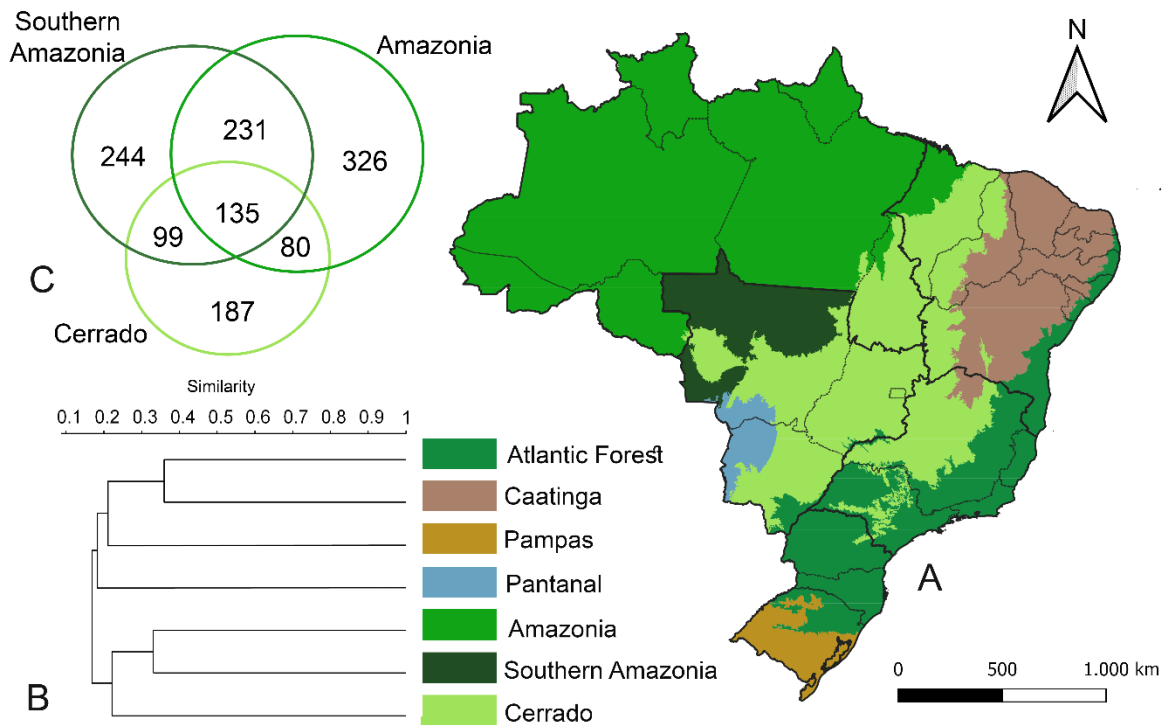 Southern
Amazonia
Amazonia
244
231
326
135
99
80
187
Cerrado
C
N
Similarity
0.1 0.2 0.3 0.4 0.5 0.6 0.7 0.8 0.9 1
Atlantic Forest
Caatinga
Pampas
Pantanal
Amazonia
Southern Amazonia
Cerrado
B
A
0 500 1.000 km